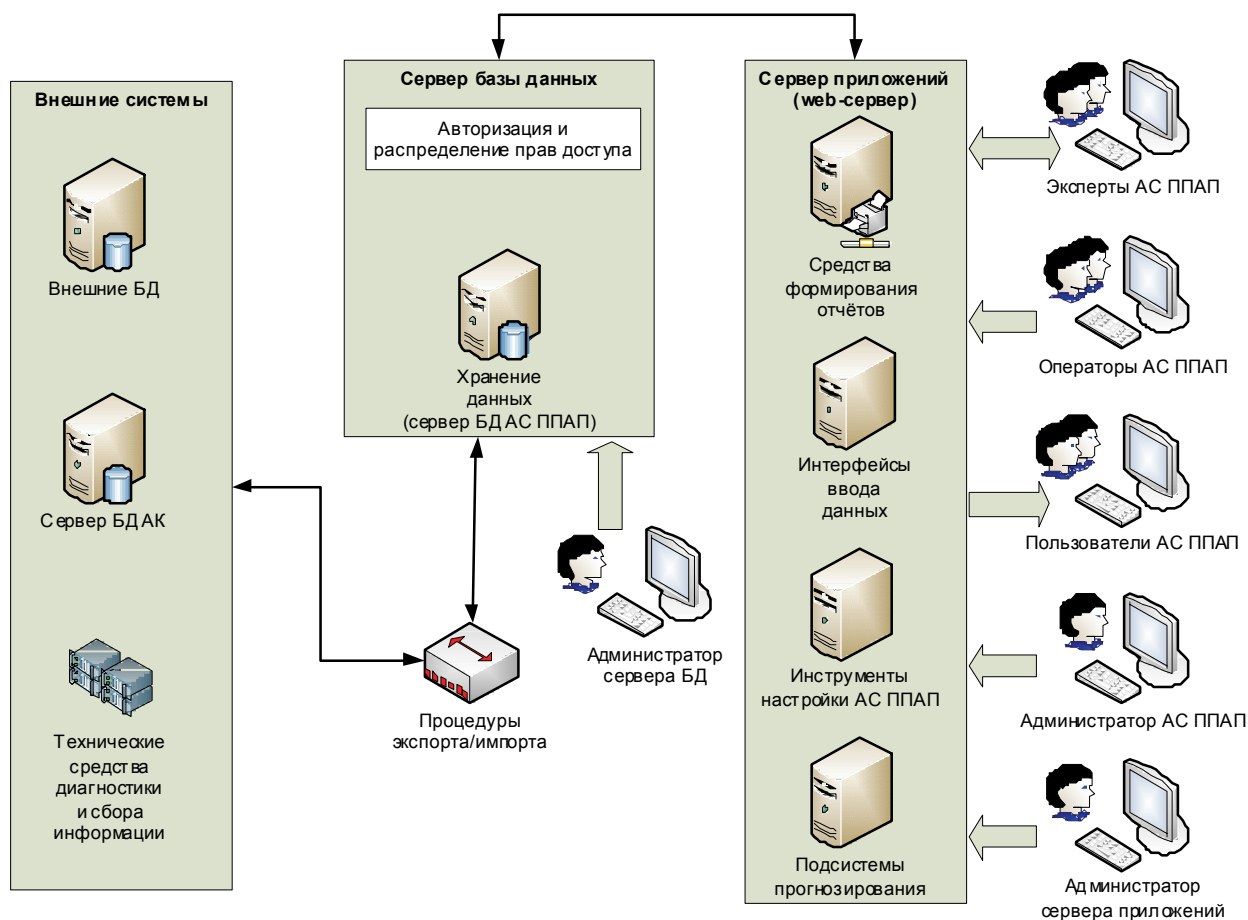 Внешние системы
Внешние БД
Сервер БД АК
Технические
средства
диагностики
и сбора
информации
Сервер базы данных
Авторизация и
распределение прав доступа
Хранение
данных
(сервер БД АС ППАП)
Администратор
сервера БД
Процедуры
экспорта/импорта
Сервер приложений
(web-сервер)
Средства
формирования
отчётов
Интерфейсы
ввода
данных
Инструменты
настройки АС ППАП
Подсистемы
прогнозирования
Эксперты АС ППАП
Операторы АС ППАП
Пользователи АС ППАП
Администратор АС ППАП
Администратор
сервера приложений